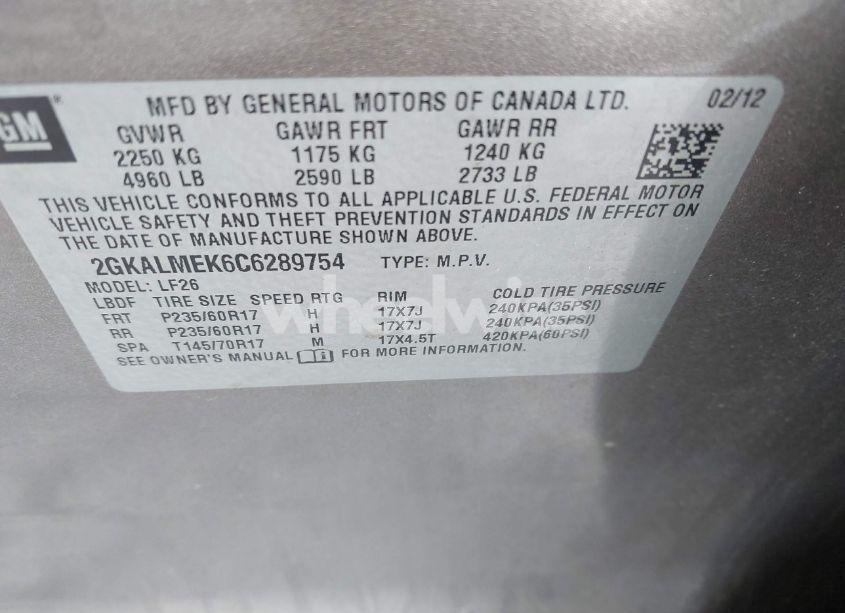 GM®
MFD BY GENERAL MOTORS OF CANADA LTD. 02/12
GVWR GAWR FRT GAWR RR
2250 KG 1175 KG 1240 KG
4960 LB 2590 LB 2733 LB
THIS VEHICLE CONFORMS TO ALL APPLICABLE U.S. FEDERAL MOTOR
VEHICLE SAFETY AND THEFT PREVENTION STANDARDS IN EFFECT ON
THE DATE OF MANUFACTURE SHOWN ABOVE.
2GKALMEK6C6289754 TYPE: M.P.V.
MODEL: LF26
LBDF TIRE SIZE SPEED RTG RIM COLD TIRE PRESSURE
FRT P235/60R17 H 17X7J 240KPA(35PSI)
RR P235/60R17 H 17X7J 240KPA(35PSI)
SPA T145/70R17 M 17X4.5T 420KPA(60PSI)
SEE OWNER'S MANUAL FOR MORE INFORMATION.